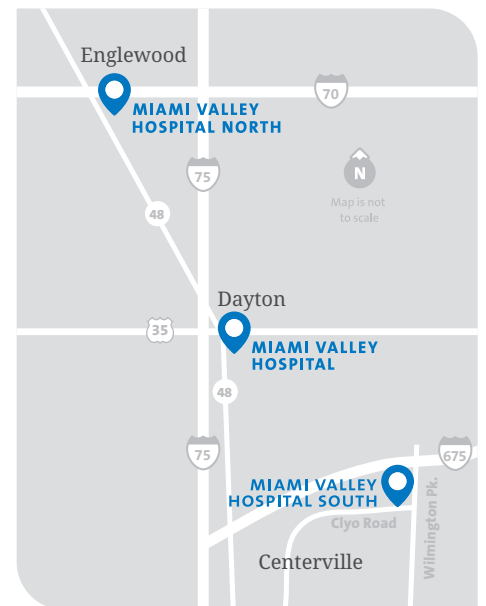 Englewood
70
MIAMI VALLEY
HOSPITAL NORTH
75
N
Map is not
to scale
48
Dayton
35
MIAMI VALLEY
HOSPITAL
48
75
675
MIAMI VALLEY
HOSPITAL SOUTH
Clyo Road
Wilmington Pk.
Centerville